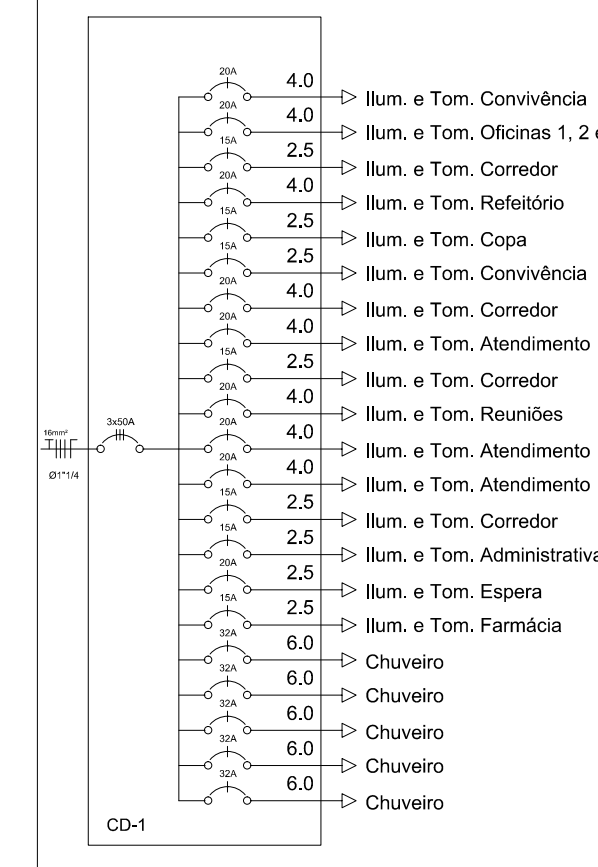 20A 4.0 Ilum. e Tom. Convivência
20A 4.0 Ilum. e Tom. Oficinas 1, 2 e
15A 2.5 Ilum. e Tom. Corredor
20A 4.0 Ilum. e Tom. Refeitório
15A 2.5 Ilum. e Tom. Copa
15A 2.5 Ilum. e Tom. Convivência
20A 4.0 Ilum. e Tom. Corredor
20A 4.0 Ilum. e Tom. Atendimento
15A 2.5 Ilum. e Tom. Corredor
20A 4.0 Ilum. e Tom. Reuniões
16mm² 3x50A 20A 4.0 Ilum. e Tom. Atendimento
Ø1"1/4
20A 4.0 Ilum. e Tom. Atendimento
15A 2.5 Ilum. e Tom. Corredor
15A 2.5 Ilum. e Tom. Administrativa
20A 2.5 Ilum. e Tom. Espera
15A 2.5 Ilum. e Tom. Farmácia
32A 6.0 Chuveiro
32A 6.0 Chuveiro
32A 6.0 Chuveiro
32A 6.0 Chuveiro
32A 6.0 Chuveiro
CD-1